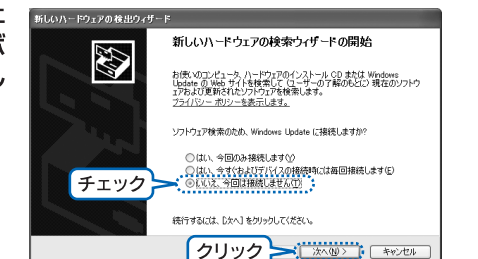 新しいハードウェアの検出ウィザード
新しいハードウェアの検索ウィザードの開始
お使いのコンピュータ、ハードウェアのインストール CD または Windows
Update の Web サイトを検索して (ユーザーの了解のもとに) 現在のソフトウ
ェアおよび更新されたソフトウェアを検索します。
プライバシー ポリシーを表示します。
ソフトウェア検索のため、Windows Update に接続しますか?
はい、今回のみ接続します(Y)
はい、今すぐおよびデバイスの接続時には毎回接続します(E)
チェック
いいえ、今回は接続しません(T)
続行するには、[次へ] をクリックしてください。
クリック
次へ(N) >
キャンセル